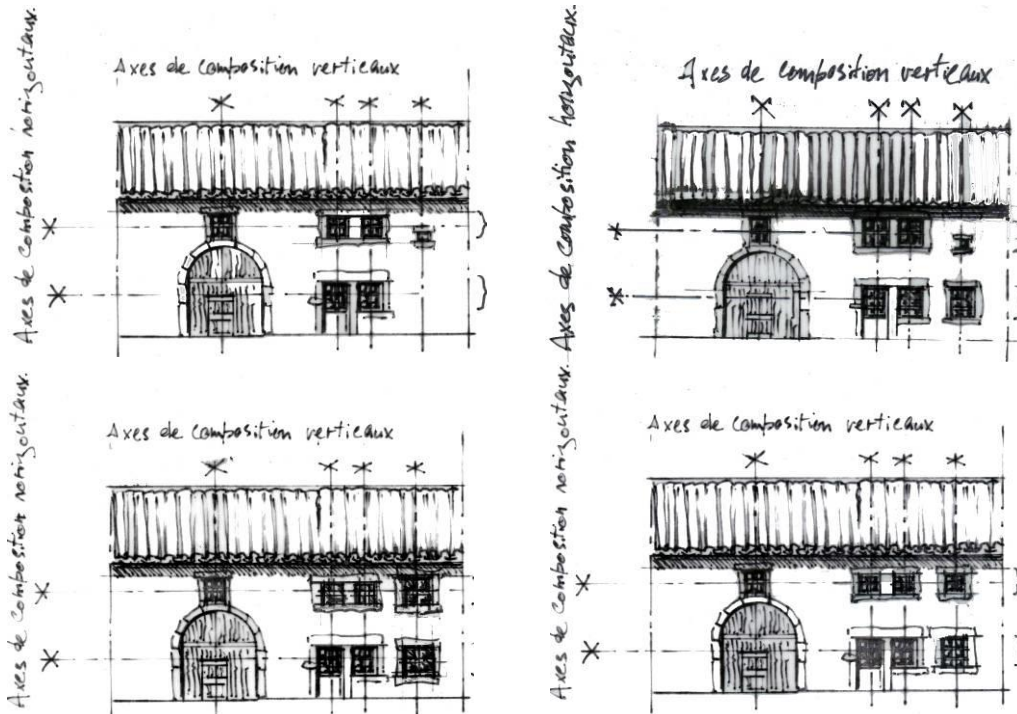 Axes de composition verticaux
Axes de composition horizontaux.
Axes de composition verticaux
Axes de composition horizontaux.
Axes de composition verticaux
Axes de composition horizontaux.
Axes de composition verticaux
Axes de composition horizontaux.